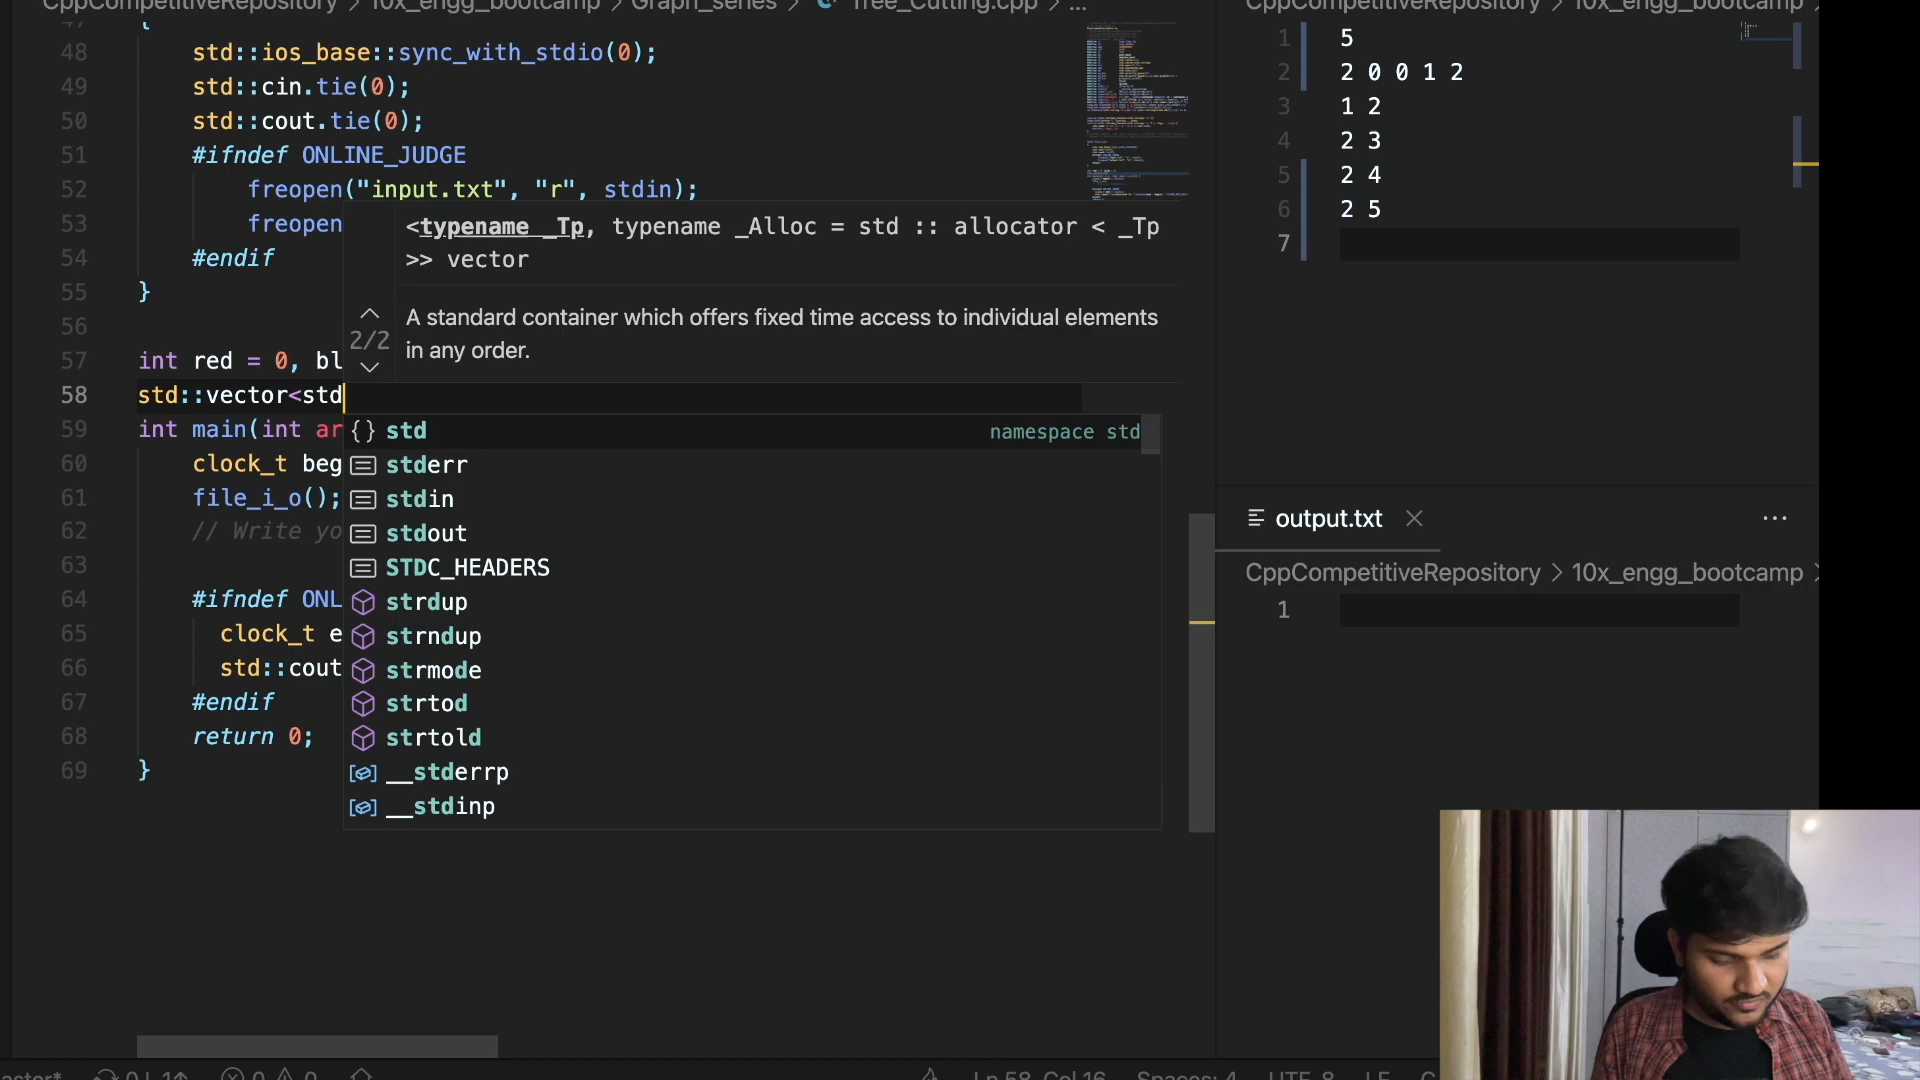 CppCompetitiveRepository > 10x_engg_bootcamp > Graph_series > Tree_Cutting.cpp > ...
47 {
48 std::ios_base::sync_with_stdio(0);
49 std::cin.tie(0);
50 std::cout.tie(0);
51 #ifndef ONLINE_JUDGE
52 freopen("input.txt", "r", stdin);
53 freopen
54 #endif
55 }
56
57 int red = 0, bl
58 std::vector<std
59 int main(int ar
60 clock_t beg
61 file_i_o();
62 // Write yo
63
64 #ifndef ONL
65 clock_t e
66 std::cout
67 #endif
68 return 0;
69 }
<typename _Tp, typename _Alloc = std :: allocator < _Tp
>> vector
2/2
A standard container which offers fixed time access to individual elements
in any order.
std namespace std
stderr
stdin
stdout
STDC_HEADERS
strdup
strndup
strmode
strtod
strtold
__stderrp
__stdinp
CppCompetitiveRepository > 10x_engg_bootcamp >
1 5
2 2 0 0 1 2
3 1 2
4 2 3
5 2 4
6 2 5
7
output.txt
CppCompetitiveRepository > 10x_engg_bootcamp >
1
Ln 58, Col 16 Spaces: 4 UTF-8 LF